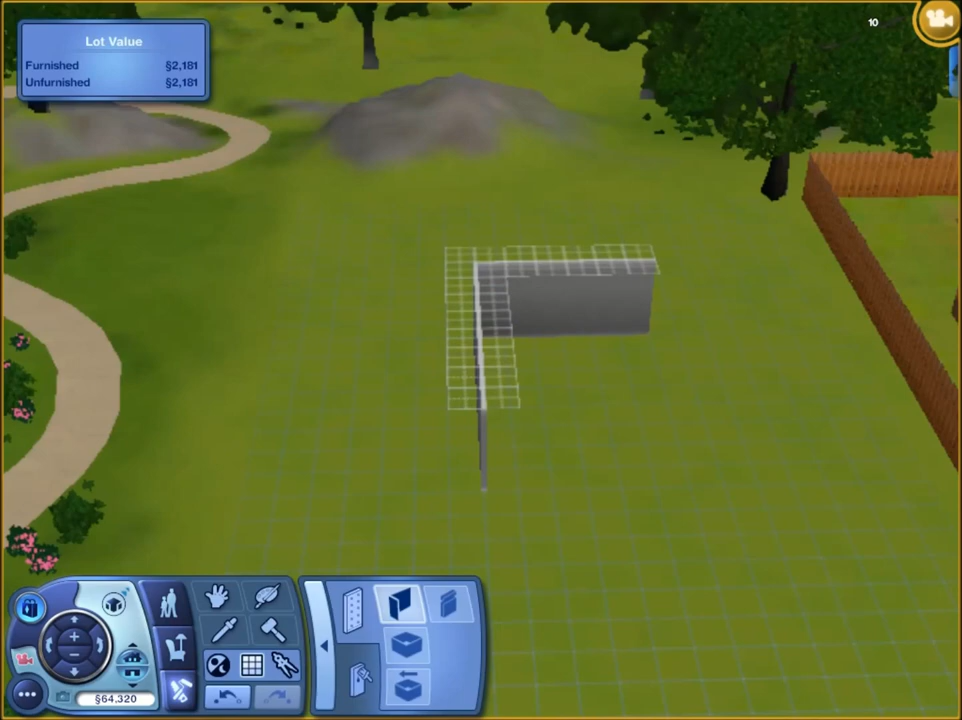 10
Lot Value
Furnished §2,181
Unfurnished §2,181
§64,320